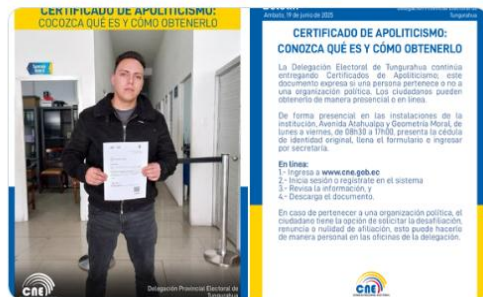 CERTIFICADO DE APOLITICISMO:
COCOZCA QUÉ ES Y CÓMO OBTENERLO
CNE
Delegación Provincial Electoral de
Tungurahua
Ambato, 19 de junio de 2025
Delegación Provincial Electoral de
Tungurahua
CERTIFICADO DE APOLITICISMO:
CONOZCA QUÉ ES Y CÓMO OBTENERLO
La Delegación Electoral de Tungurahua continúa
entregando Certificados de Apoliticismo; este
documento expresa si una persona pertenece o no a
una organización política. Los ciudadanos pueden
obtenerlo de manera presencial o en línea.
De forma presencial en las instalaciones de la
institución, Avenida Atahualpa y Geometría Moral, de
lunes a viernes, de 08h30 a 17h00, presenta la cédula
de identidad original, llena el formulario e ingresar
por secretaría.
En línea:
1.- Ingresa a www.cne.gob.ec
2.- Inicia sesión o regístrate en el sistema
3.- Revisa la información, y
4.- Descarga el documento.
En caso de pertenecer a una organización política, el
ciudadano tiene la opción de solicitar la desafiliación,
renuncia o nulidad de afiliación, esto puede hacerlo
de manera personal en las oficinas de la delegación.
CNE